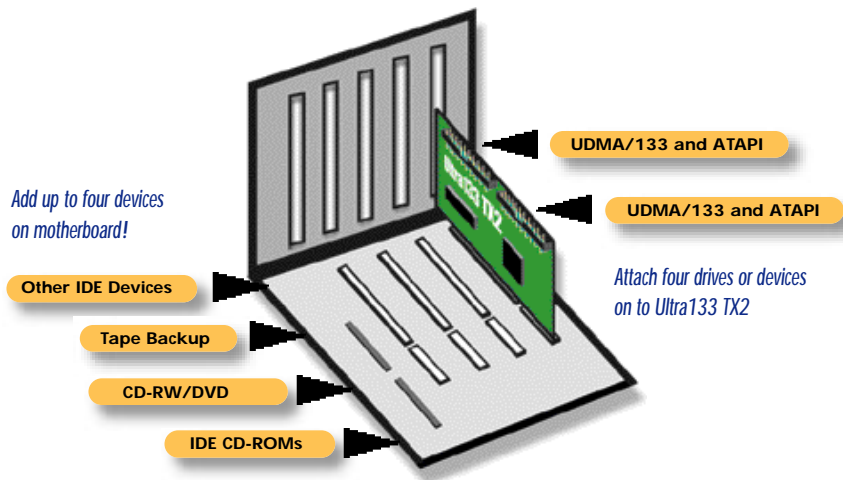 UDMA/133 and ATAPI
Ultra133 TX2
UDMA/133 and ATAPI
Add up to four devices
on motherboard!
Attach four drives or devices
on to Ultra133 TX2
Other IDE Devices
Tape Backup
CD-RW/DVD
IDE CD-ROMs